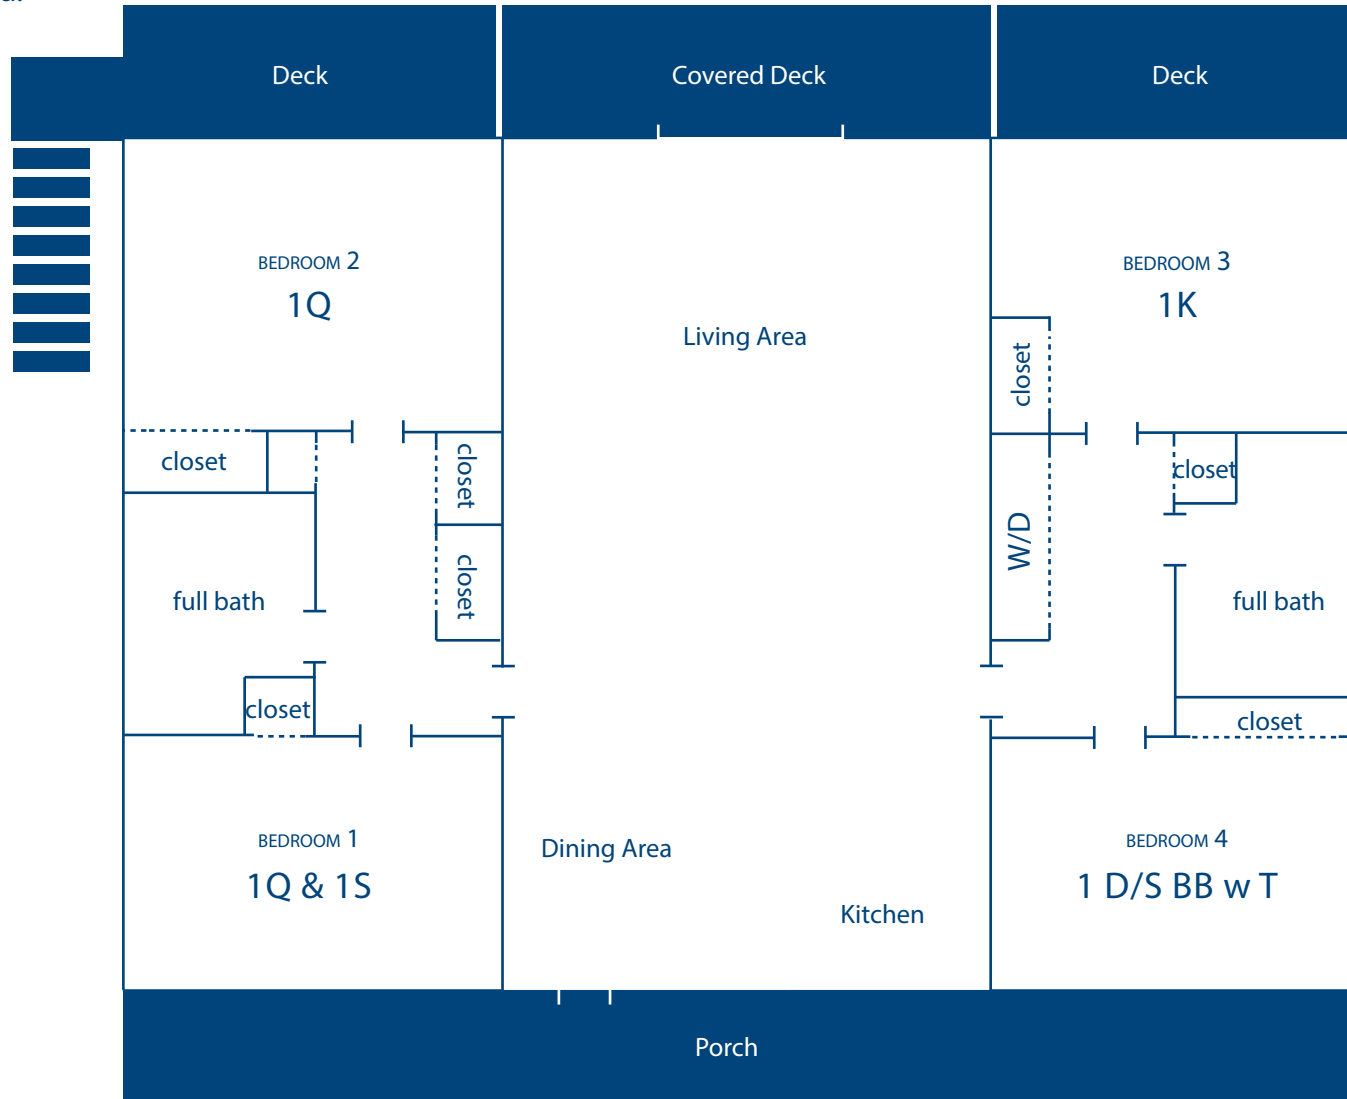 Deck
Covered Deck
Deck
BEDROOM 2
1Q
BEDROOM 3
1K
Living Area
closet
closet
closet
closet
closet
W/D
full bath
full bath
closet
closet
BEDROOM 1
1Q & 1S
Dining Area
Kitchen
BEDROOM 4
1 D/S BB w T
Porch